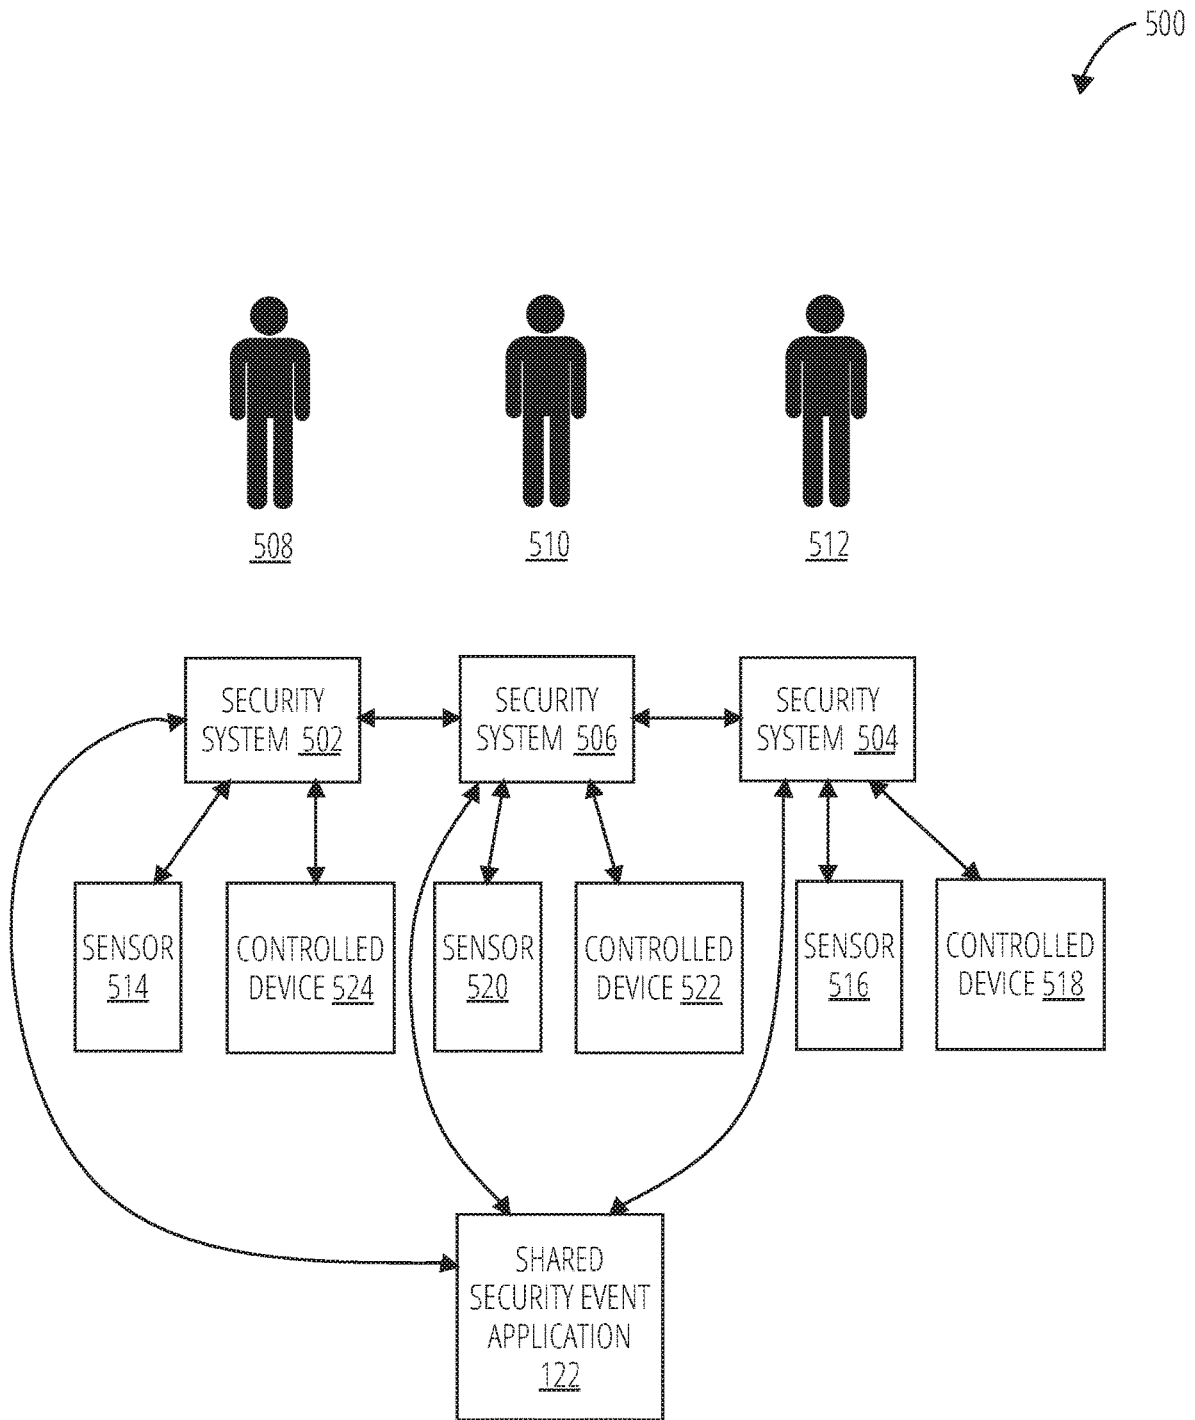 500
508
510
512
SECURITY
SYSTEM 502
SECURITY
SYSTEM 506
SECURITY
SYSTEM 504
SENSOR
514
CONTROLLED
DEVICE 524
SENSOR
520
CONTROLLED
DEVICE 522
SENSOR
516
CONTROLLED
DEVICE 518
SHARED
SECURITY EVENT
APPLICATION
122